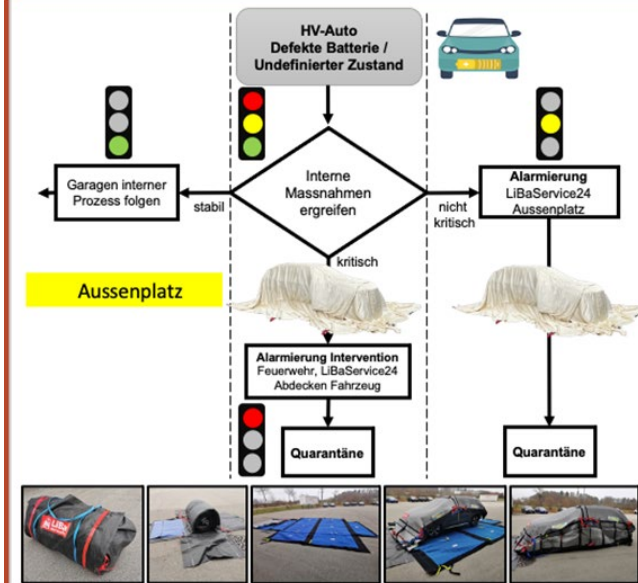 HV-Auto
Defekte Batterie /
Undefinierter Zustand
Garagen interner
Prozess folgen
stabil
Interne
Massnahmen
ergreifen
nicht
kritisch
Alarmierung
LiBaService24
Aussenplatz
kritisch
Aussenplatz
Alarmierung Intervention
Feuerwehr, LiBaService24
Abdecken Fahrzeug
Quarantäne
Quarantäne
LiBa